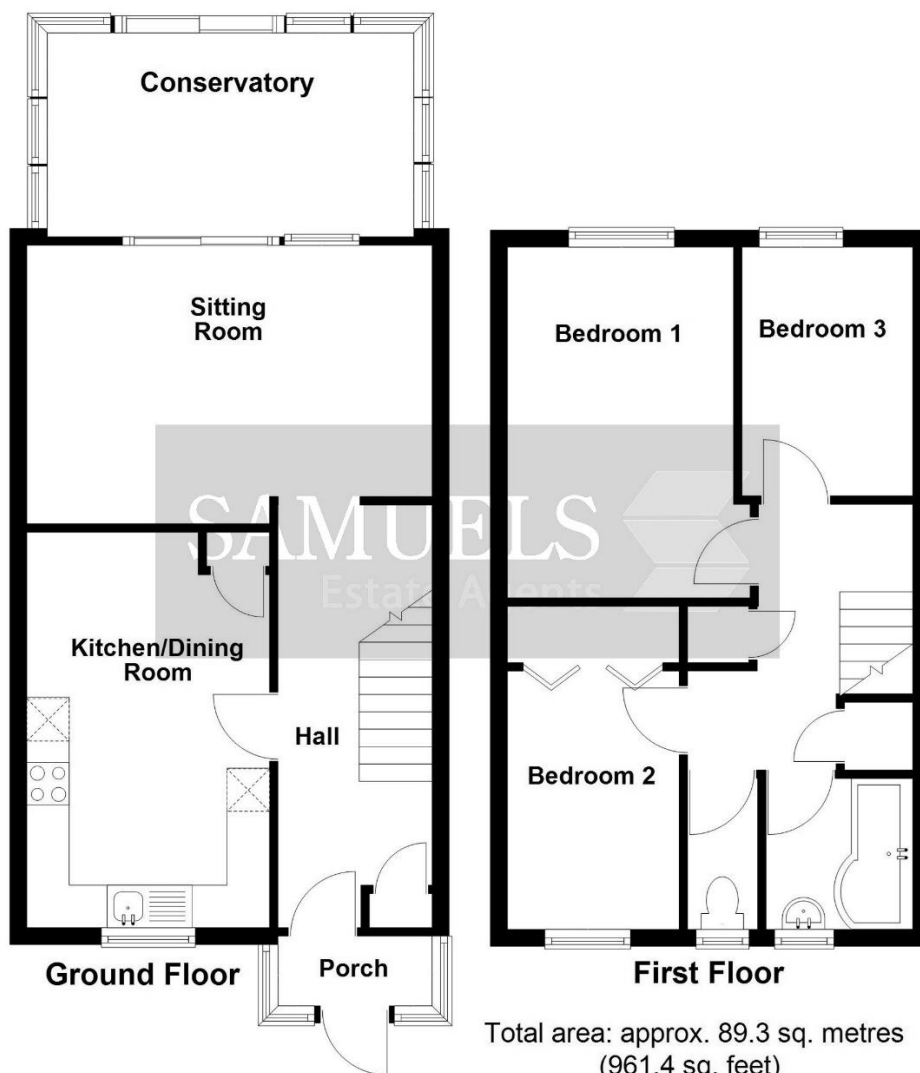 Conservatory
Sitting
Room
Bedroom 1
Bedroom 3
SAMUELS
Estate Agents
Kitchen/Dining
Room
Hall
Bedroom 2
Porch
Ground Floor
First Floor
Total area: approx. 89.3 sq. metres
(961.4 sq. feet)